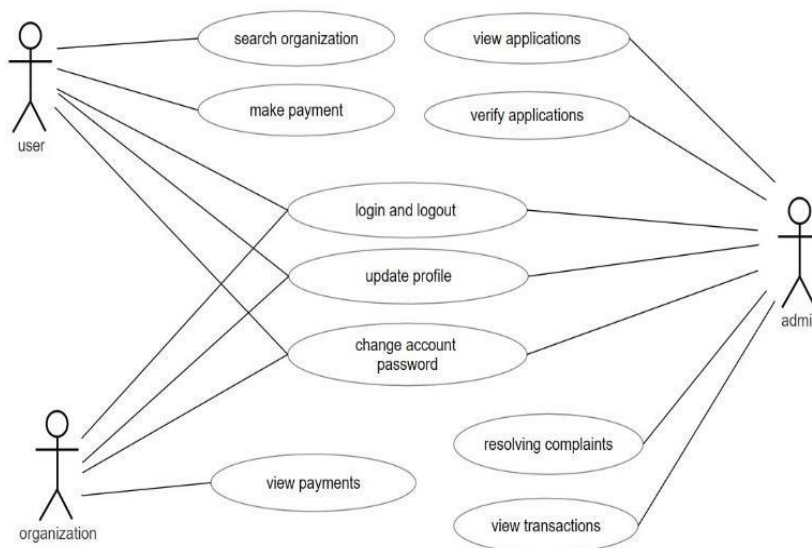 search organization
view applications
make payment
verify applications
user
login and logout
update profile
admi
change account
password
resolving complaints
view payments
view transactions
organization